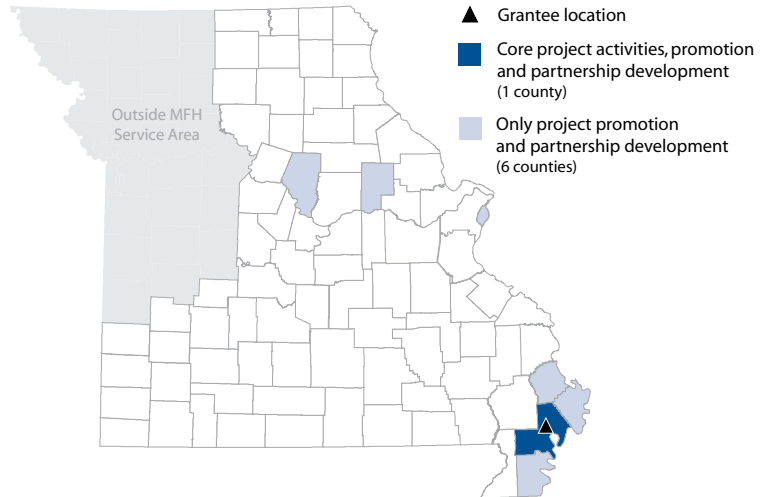 Grantee location
Core project activities, promotion
and partnership development
(1 county)
Only project promotion
and partnership development
(6 counties)
Outside MFH
Service Area